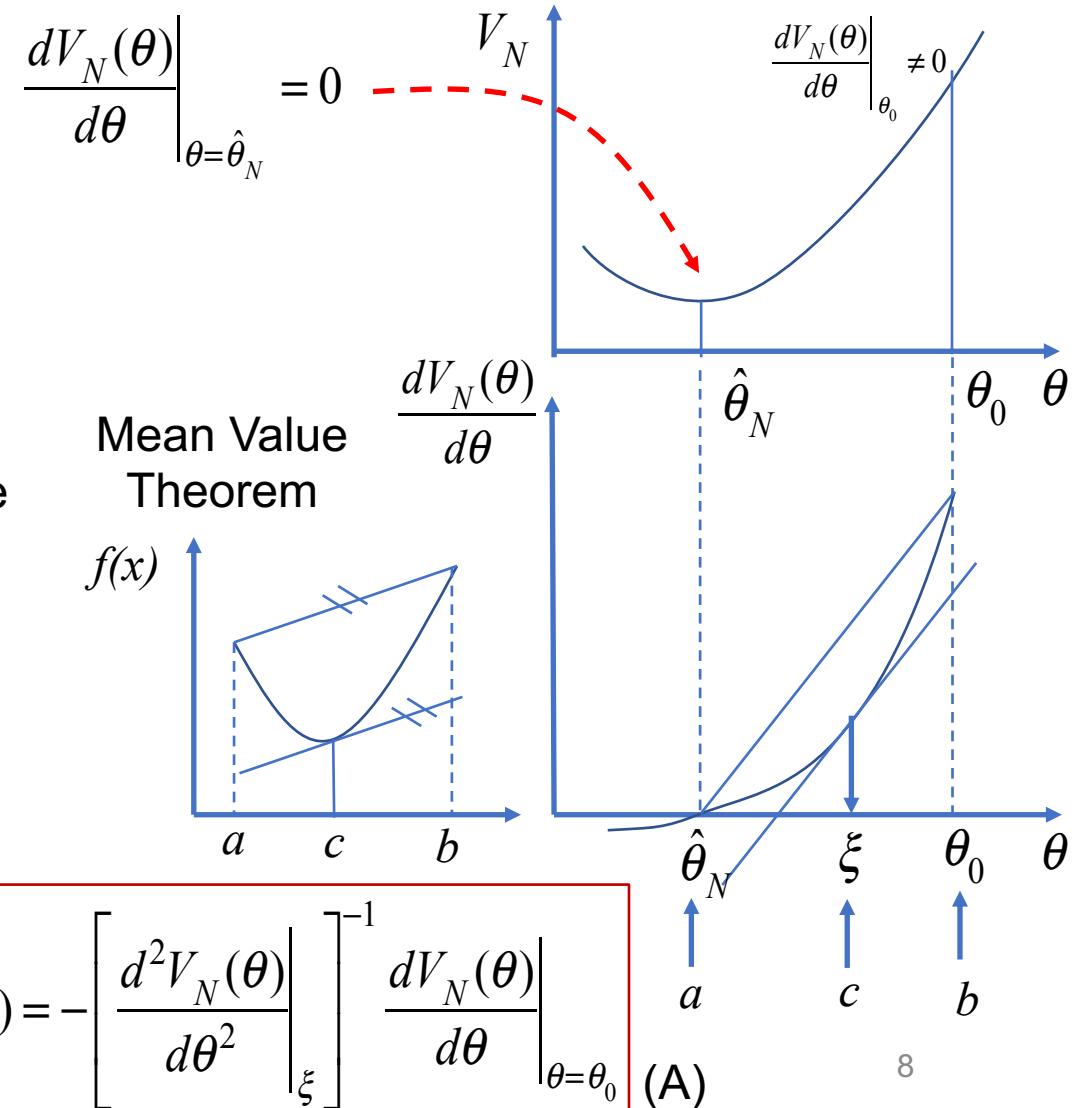 dV_N(θ)/dθ |_{θ=θ̂_N} = 0
V_N
dV_N(θ)/dθ |_{θ_0} ≠ 0
θ̂_N
θ_0
θ
dV_N(θ)/dθ
Mean Value
Theorem
e
f(x)
a
c
b
θ̂_N
ξ
θ_0
θ
a
c
b
) = −[ d²V_N(θ)/dθ² |_ξ ]^{−1} dV_N(θ)/dθ |_{θ=θ_0}
(A)
8